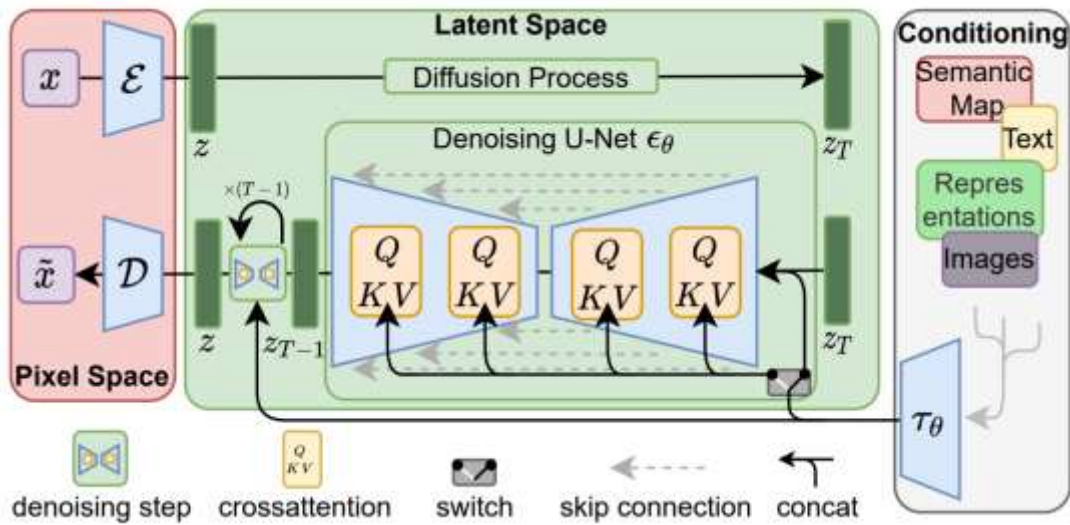 Latent Space
Conditioning
Semantic
Map
Text
Repres
entations
Images
x
ℰ
z
Diffusion Process
z_T
Denoising U-Net ϵ_θ
×(T−1)
x̃
𝒟
z
z_{T−1}
Q
KV
Q
KV
Q
KV
Q
KV
z_T
Pixel Space
τ_θ
Q
KV
denoising step
crossattention
switch
skip connection
concat